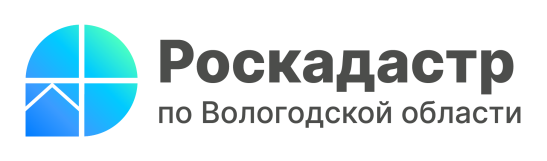 Роскадастр
по Вологодской области